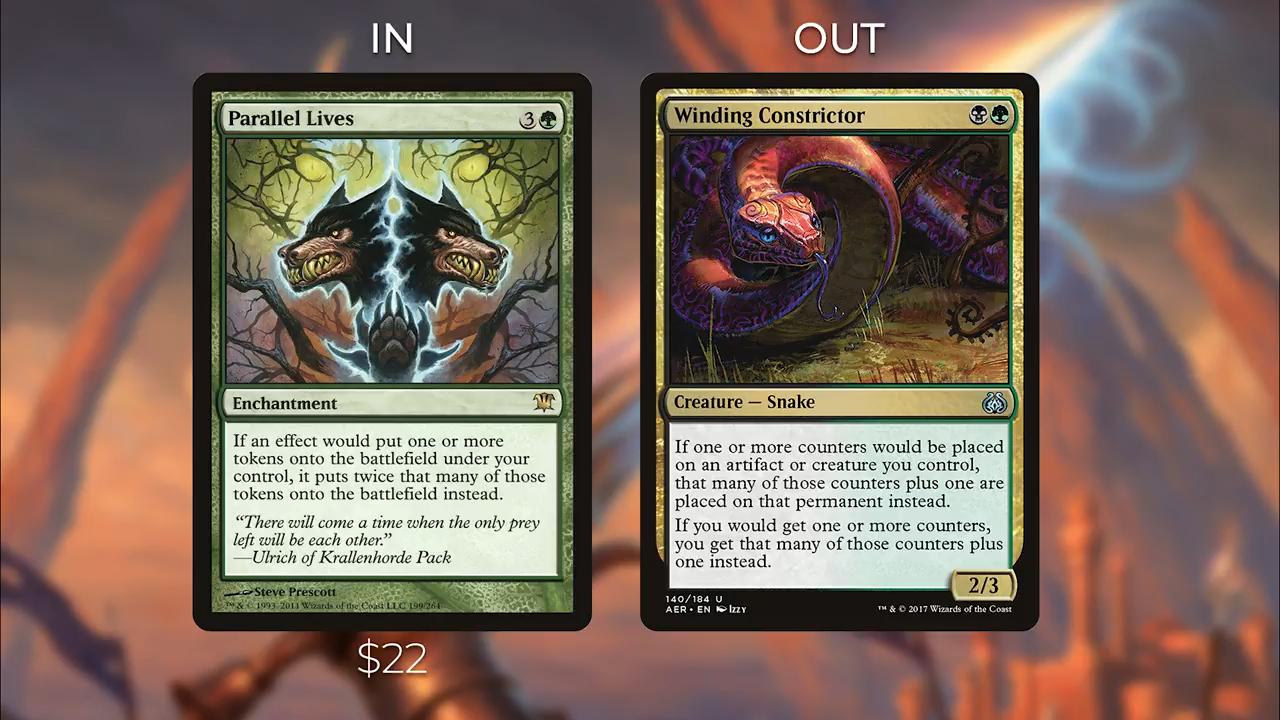 IN
OUT
Parallel Lives
3
Enchantment
If an effect would put one or more
tokens onto the battlefield under your
control, it puts twice that many of those
tokens onto the battlefield instead.
“There will come a time when the only prey
left will be each other.”
—Ulrich of Krallenhorde Pack
Steve Prescott
™ & © 1993–2011 Wizards of the Coast LLC 199/264
$22
Winding Constrictor
Creature — Snake
If one or more counters would be placed
on an artifact or creature you control,
that many of those counters plus one are
placed on that permanent instead.
If you would get one or more counters,
you get that many of those counters plus
one instead.
2/3
140/184 U
AER • EN Izzy
™ & © 2017 Wizards of the Coast